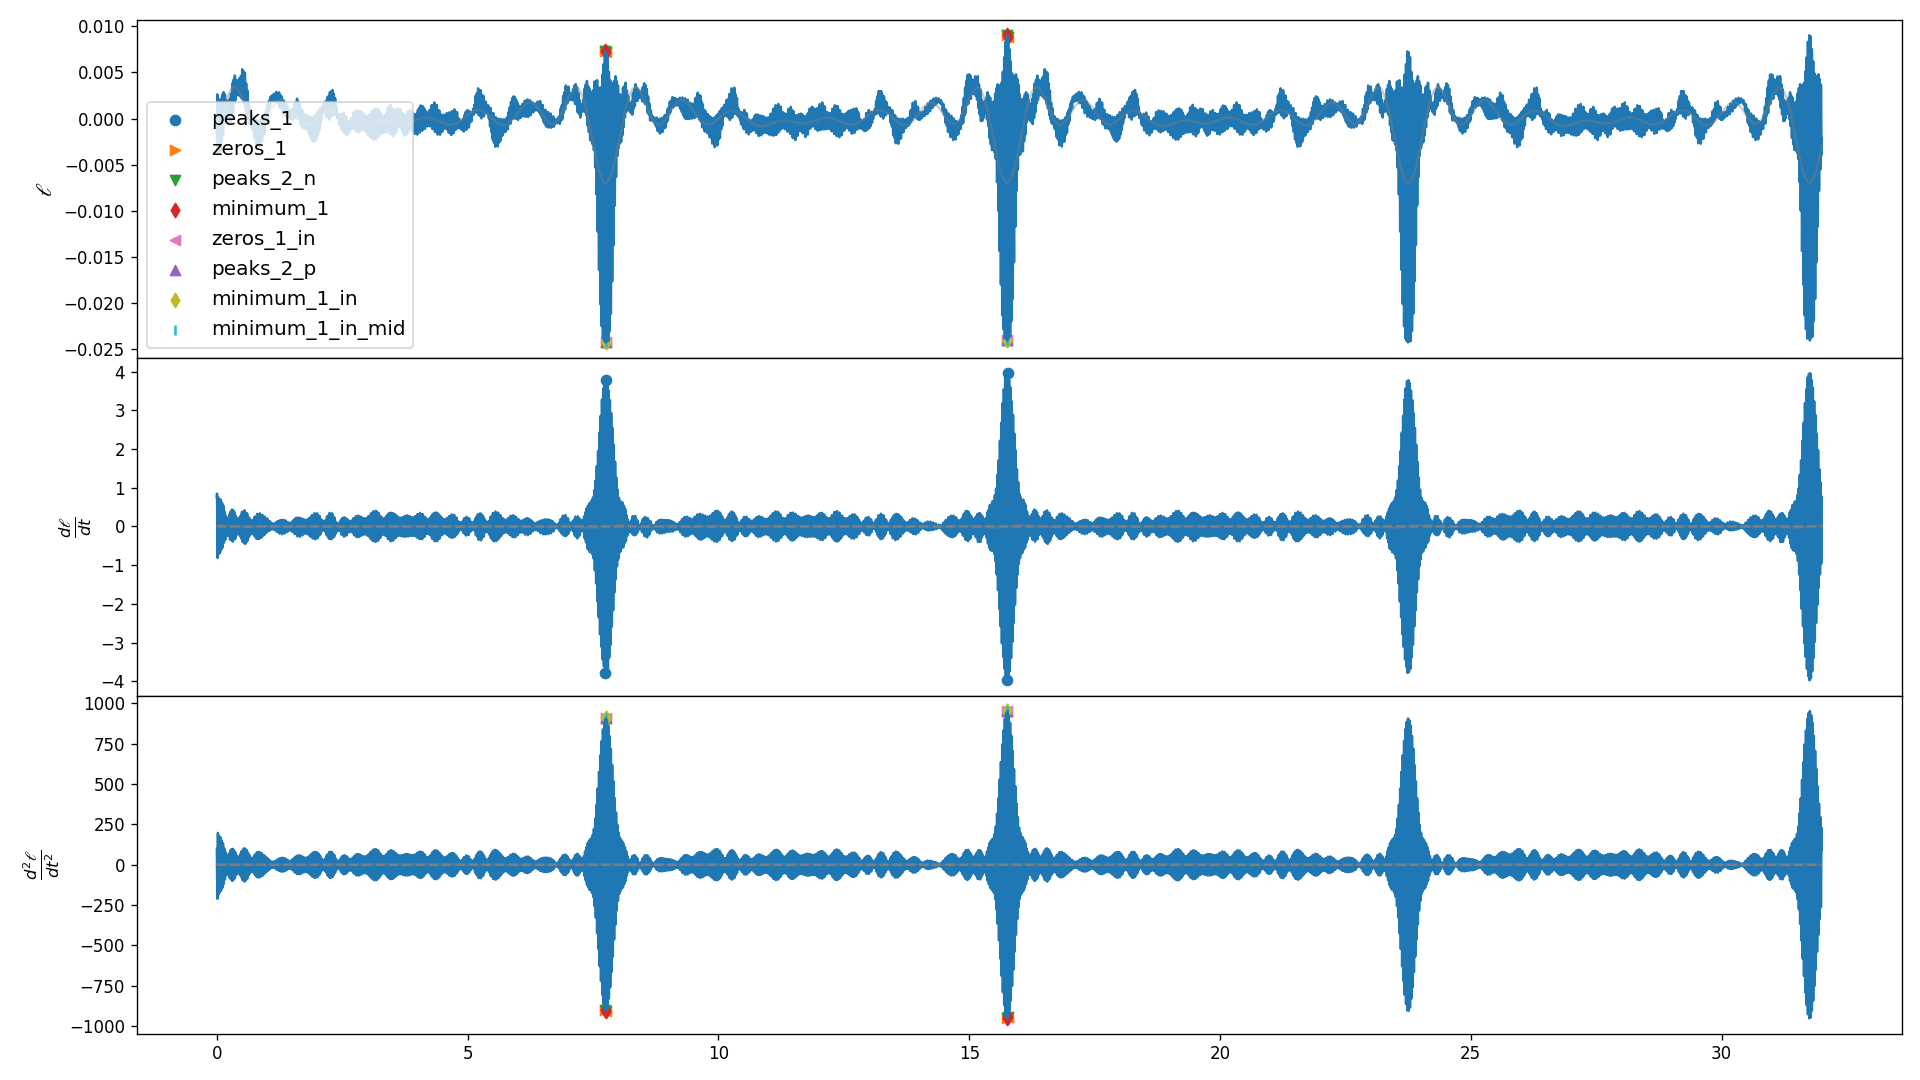 0.010
0.005
0.000
−0.005
−0.010
−0.015
−0.020
−0.025
ℓ
peaks_1
zeros_1
peaks_2_n
minimum_1
zeros_1_in
peaks_2_p
minimum_1_in
minimum_1_in_mid
4
3
2
1
0
−1
−2
−3
−4
dℓ
dt
1000
750
500
250
0
−250
−500
−750
−1000
d²ℓ
dt²
0 5 10 15 20 25 30